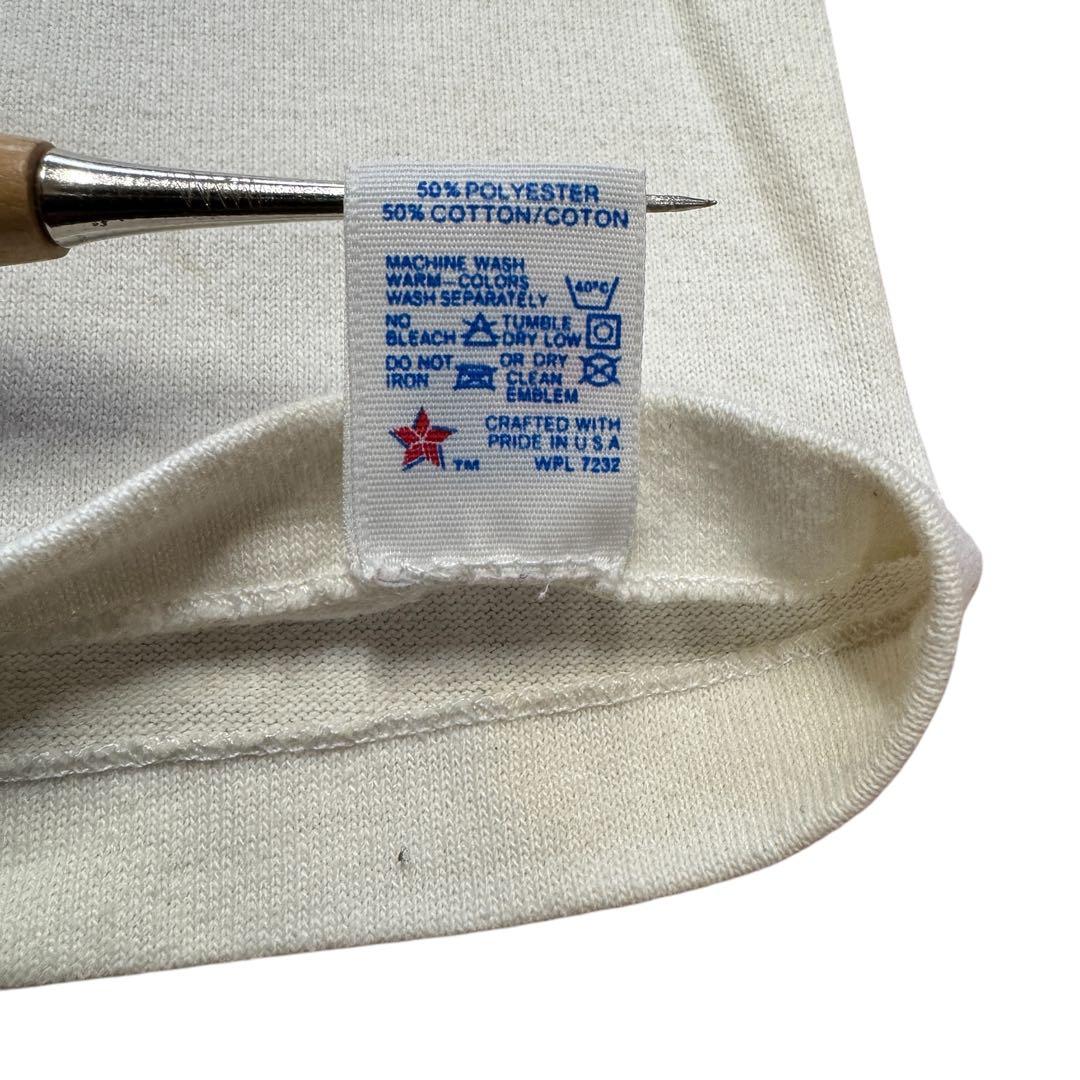 50% POLYESTER
50% COTTON/COTON
MACHINE WASH
WARM—COLORS
WASH SEPARATELY
40°C
NO
BLEACH
TUMBLE
DRY LOW
DO NOT
IRON
OR DRY
CLEAN
EMBLEM
CRAFTED WITH
PRIDE IN U S A
TM
WPL 7232